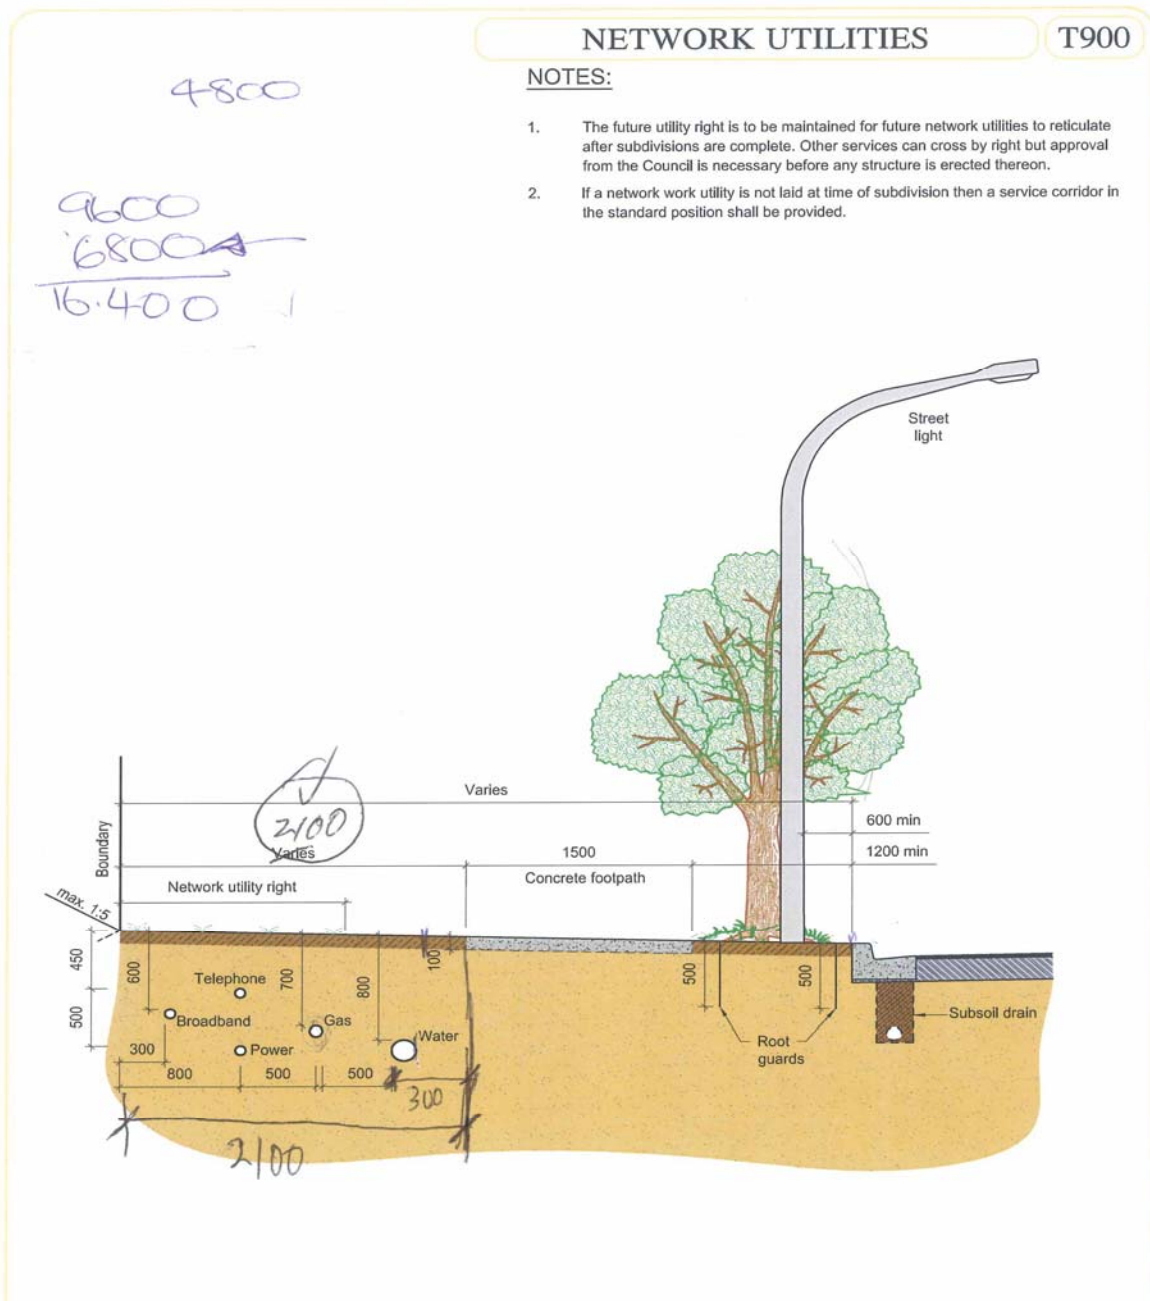 NETWORK UTILITIES
T900
4800
NOTES:
1. The future utility right is to be maintained for future network utilities to reticulate
after subdivisions are complete. Other services can cross by right but approval
from the Council is necessary before any structure is erected thereon.
2. If a network work utility is not laid at time of subdivision then a service corridor in
the standard position shall be provided.
9600
6800
16.400
Street
light
Varies
2100
600 min
Boundary
Varies
1500
1200 min
Concrete footpath
Network utility right
max. 1:5
450
600
Telephone
700
800
100
500
500
500
Broadband
Gas
Subsoil drain
Water
Root
guards
300
Power
800
500
500
300
2100